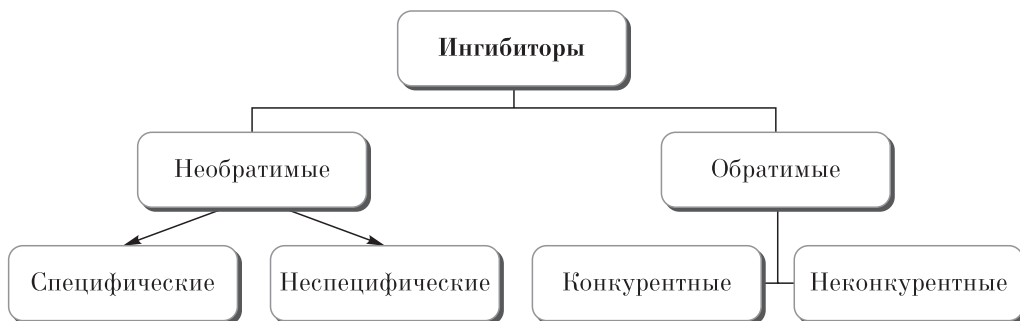 Ингибиторы
Необратимые
Обратимые
Специфические
Неспецифические
Конкурентные
Неконкурентные